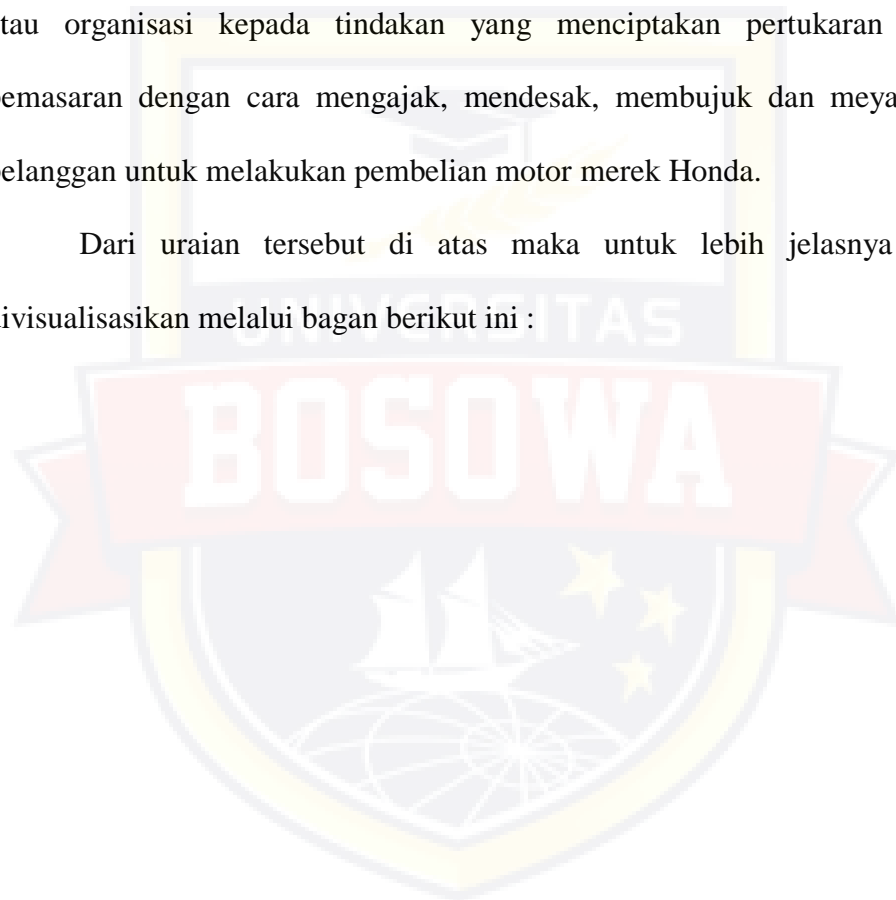 tau organisasi kepada tindakan yang menciptakan pertukaran
emasaran dengan cara mengajak, mendesak, membujuk dan meya
elanggan untuk melakukan pembelian motor merek Honda.
Dari uraian tersebut di atas maka untuk lebih jelasnya
ivisualisasikan melalui bagan berikut ini :
UNIVERSITAS
BOSOWA